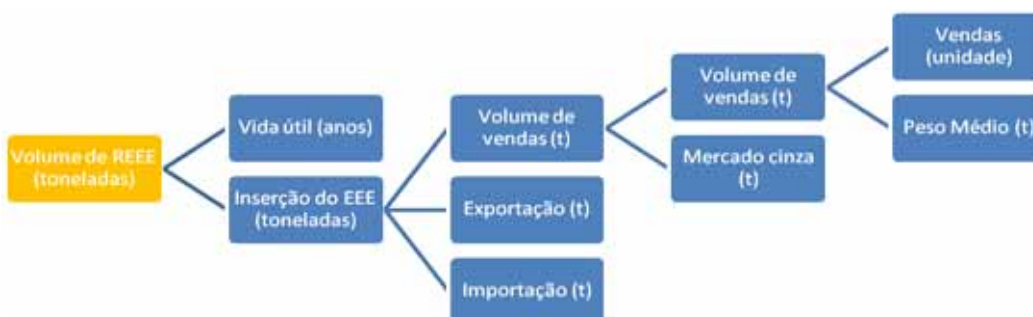 Volume de REEE
(toneladas)
Vida útil (anos)
Inserção do EEE
(toneladas)
Volume de
vendas (t)
Exportação (t)
Importação (t)
Volume de
vendas (t)
Mercado cinza
(t)
Vendas
(unidade)
Peso Médio (t)